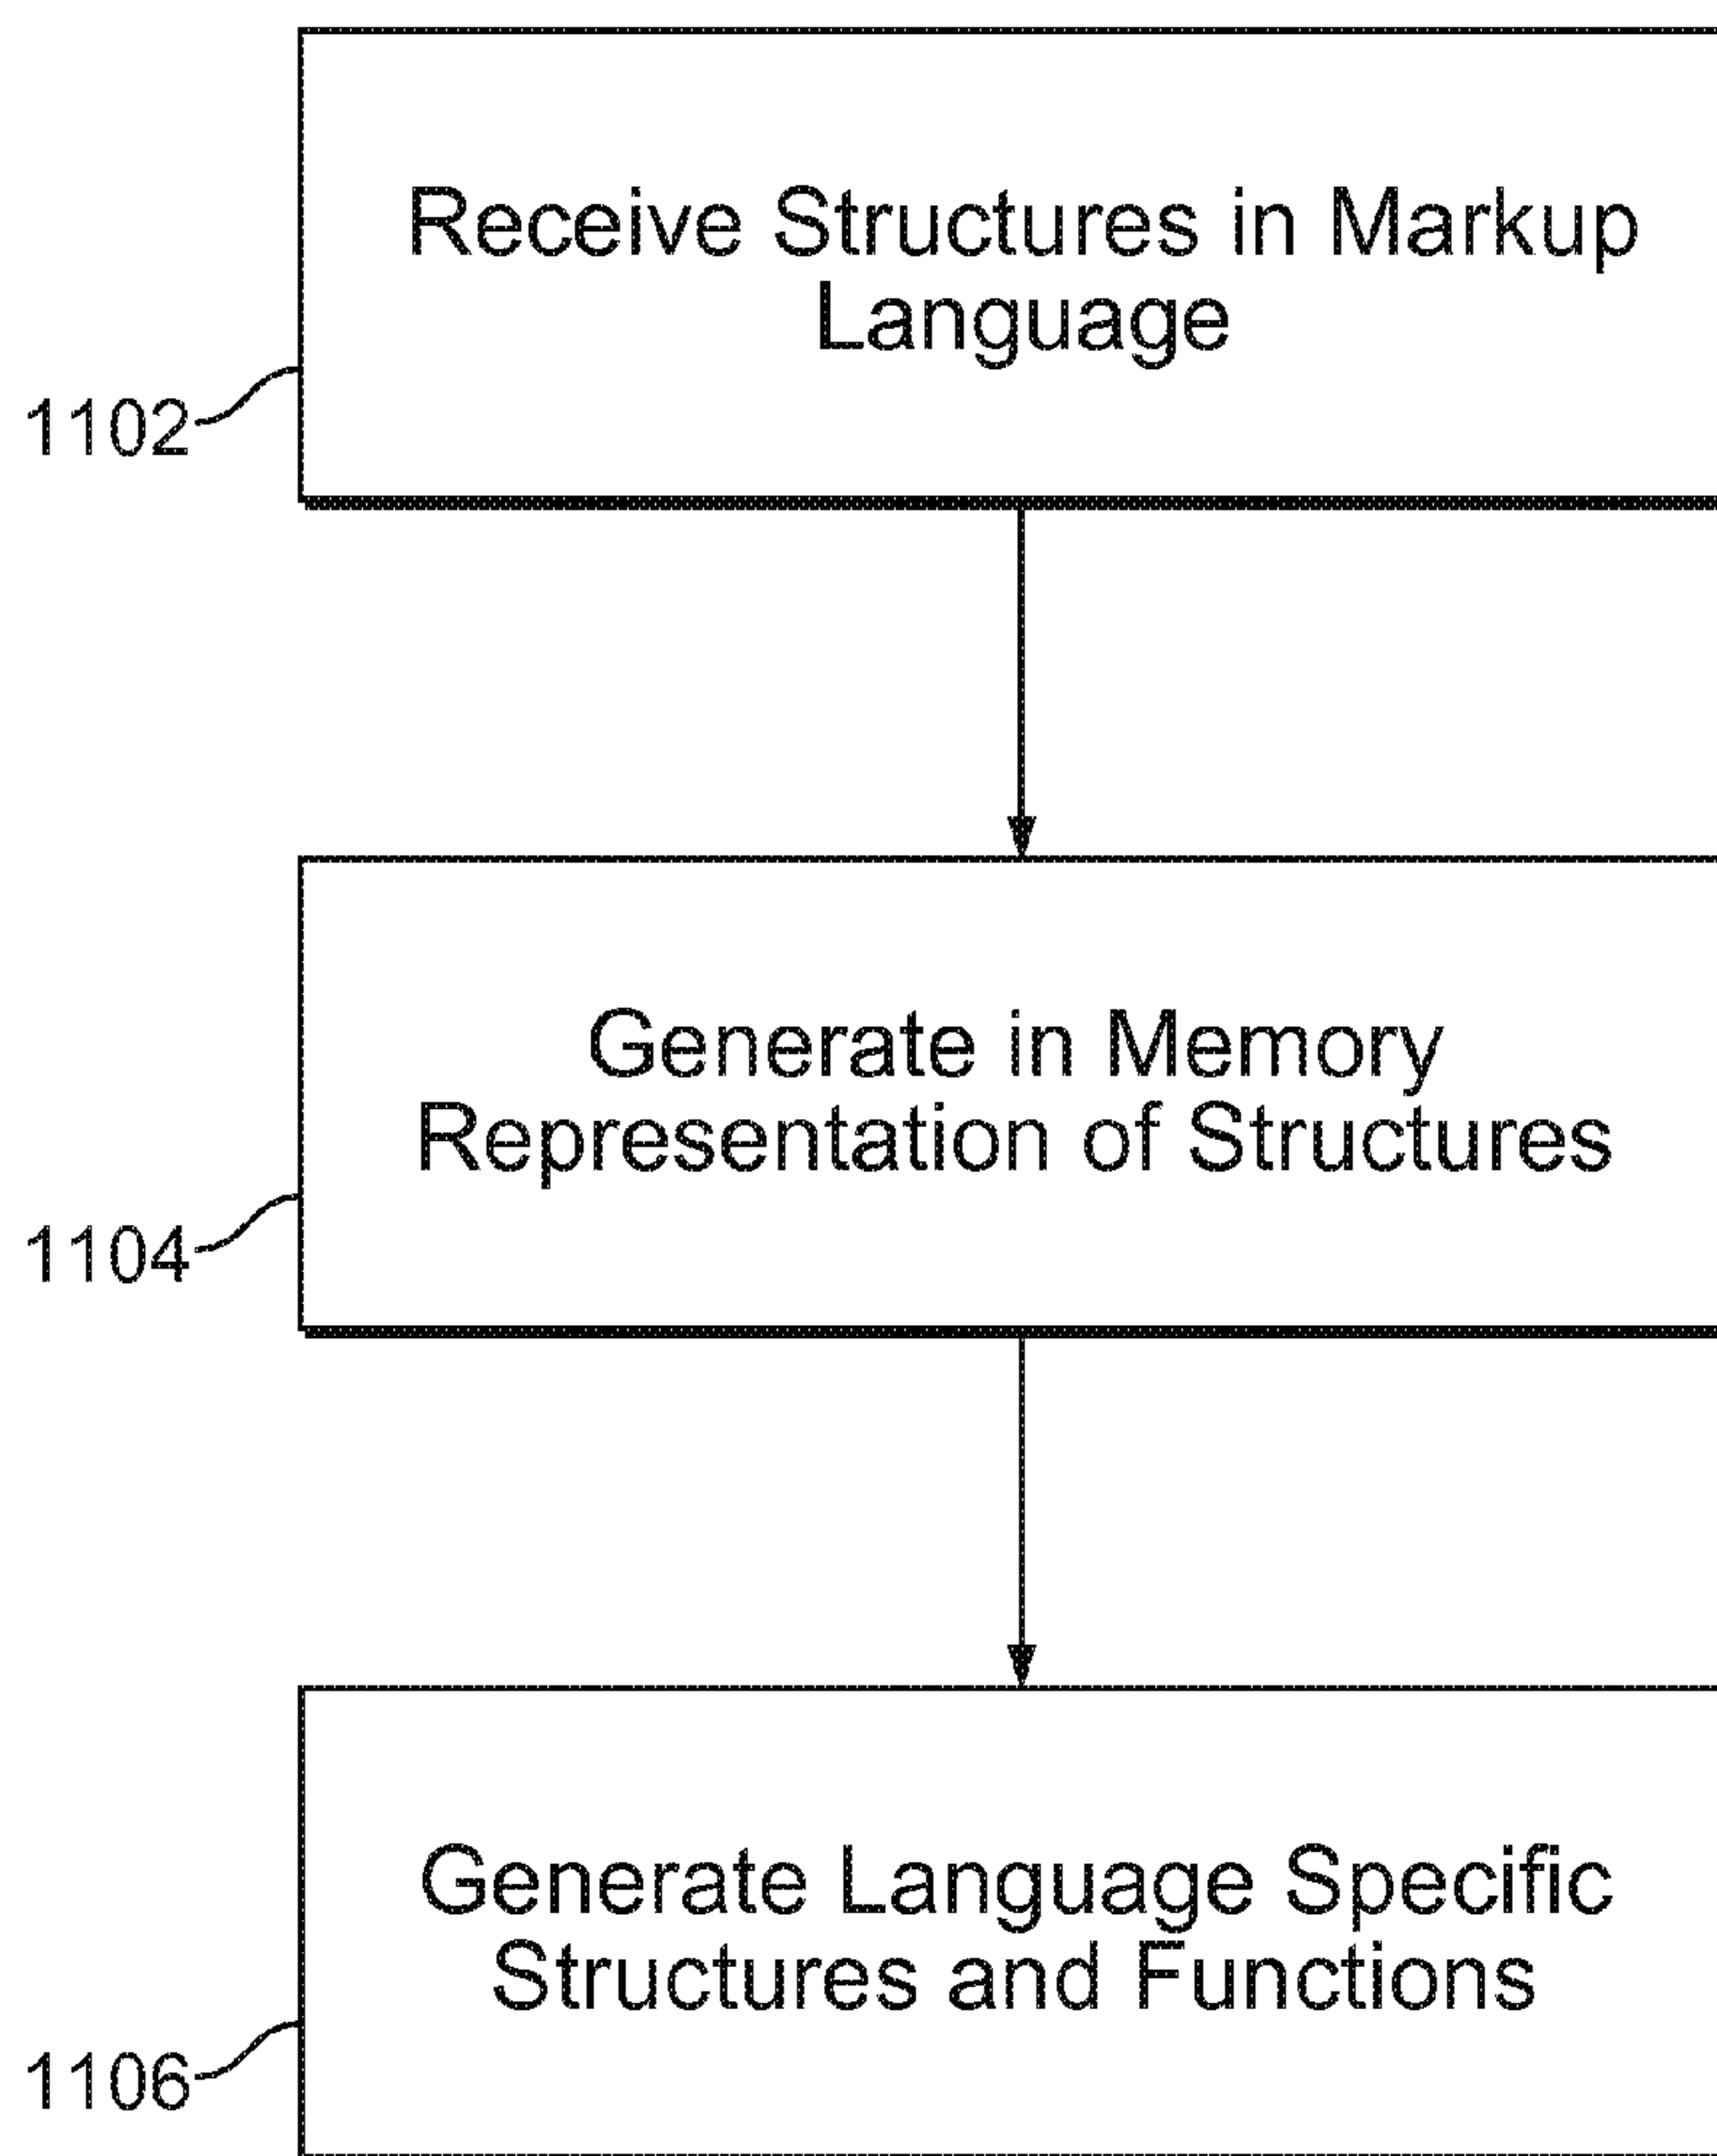 Receive Structures in Markup
Language
1102
Generate in Memory
Representation of Structures
1104
Generate Language Specific
Structures and Functions
1106